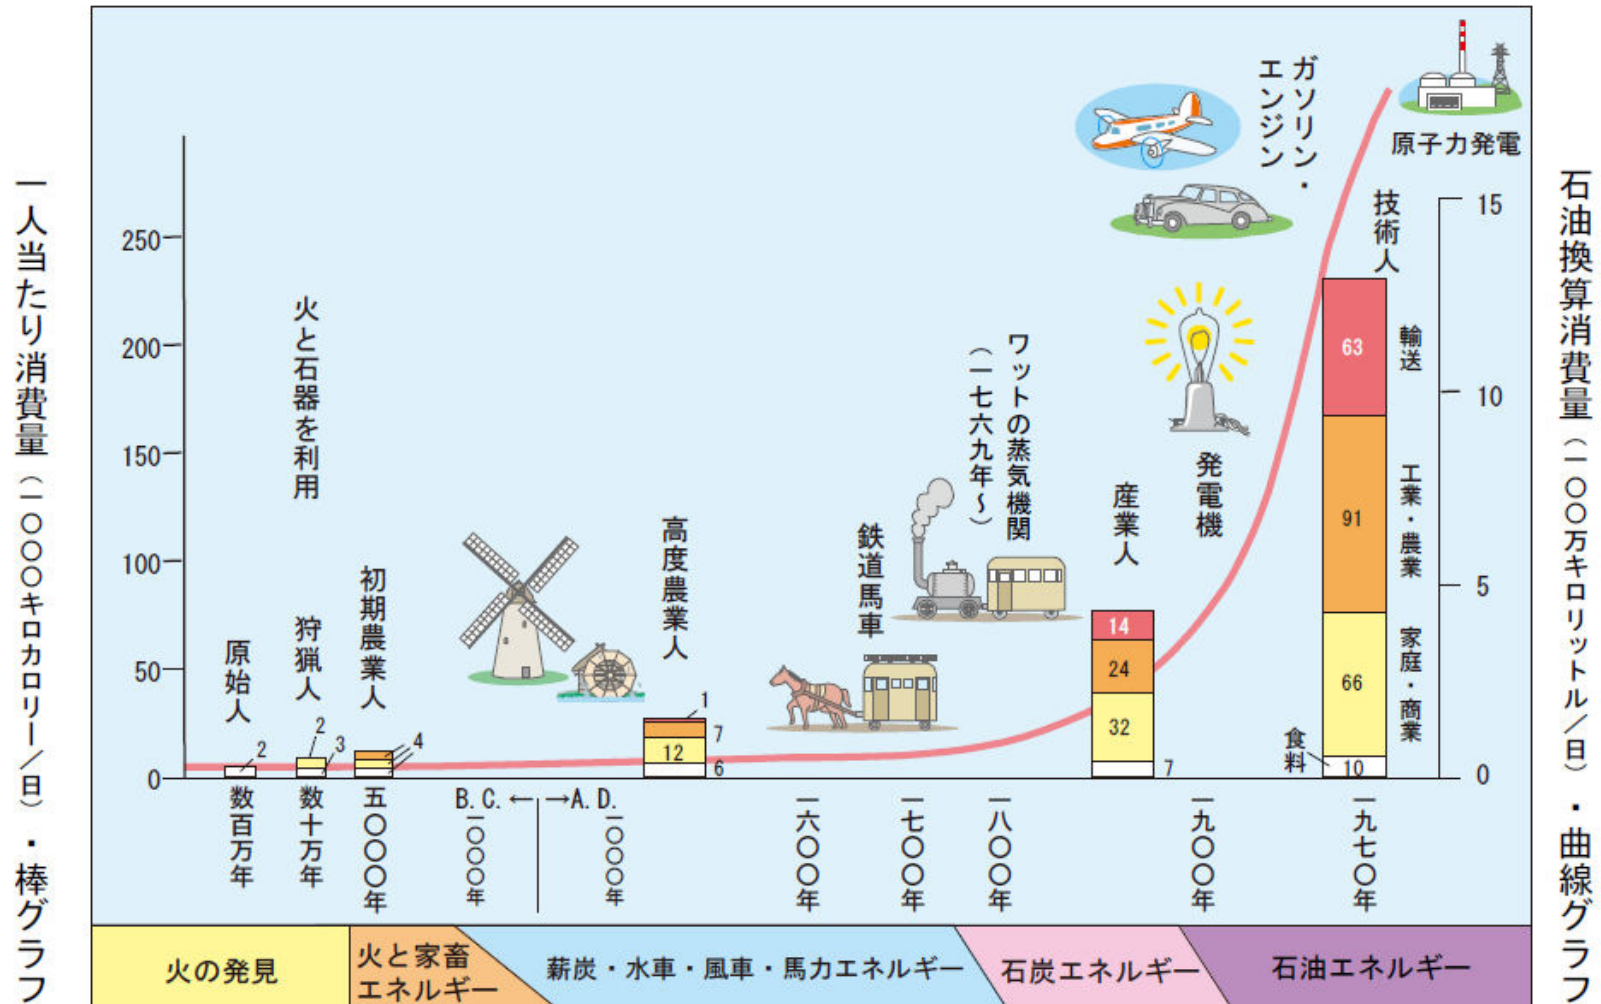 一人当たり消費量（一〇〇〇キロカロリー／日）・棒グラフ
石油換算消費量（一〇〇万キロリットル／日）・曲線グラフ
250
200
150
100
50
0
15
10
5
0
原始人
2
火と石器を利用
狩猟人
2
3
初期農業人
4
高度農業人
1
7
12
6
鉄道馬車
ワットの蒸気機関
（一七六九年～）
産業人
14
24
32
7
発電機
ガソリン・
エンジン
原子力発電
技術人
63
輸送
91
工業・農業
66
家庭・商業
食料
10
数百万年
数十万年
五〇〇〇年
B.C.←
→A.D.
一〇〇〇年
一〇〇〇年
一六〇〇年
一七〇〇年
一八〇〇年
一九〇〇年
一九七〇年
火の発見
火と家畜
エネルギー
薪炭・水車・風車・馬力エネルギー
石炭エネルギー
石油エネルギー